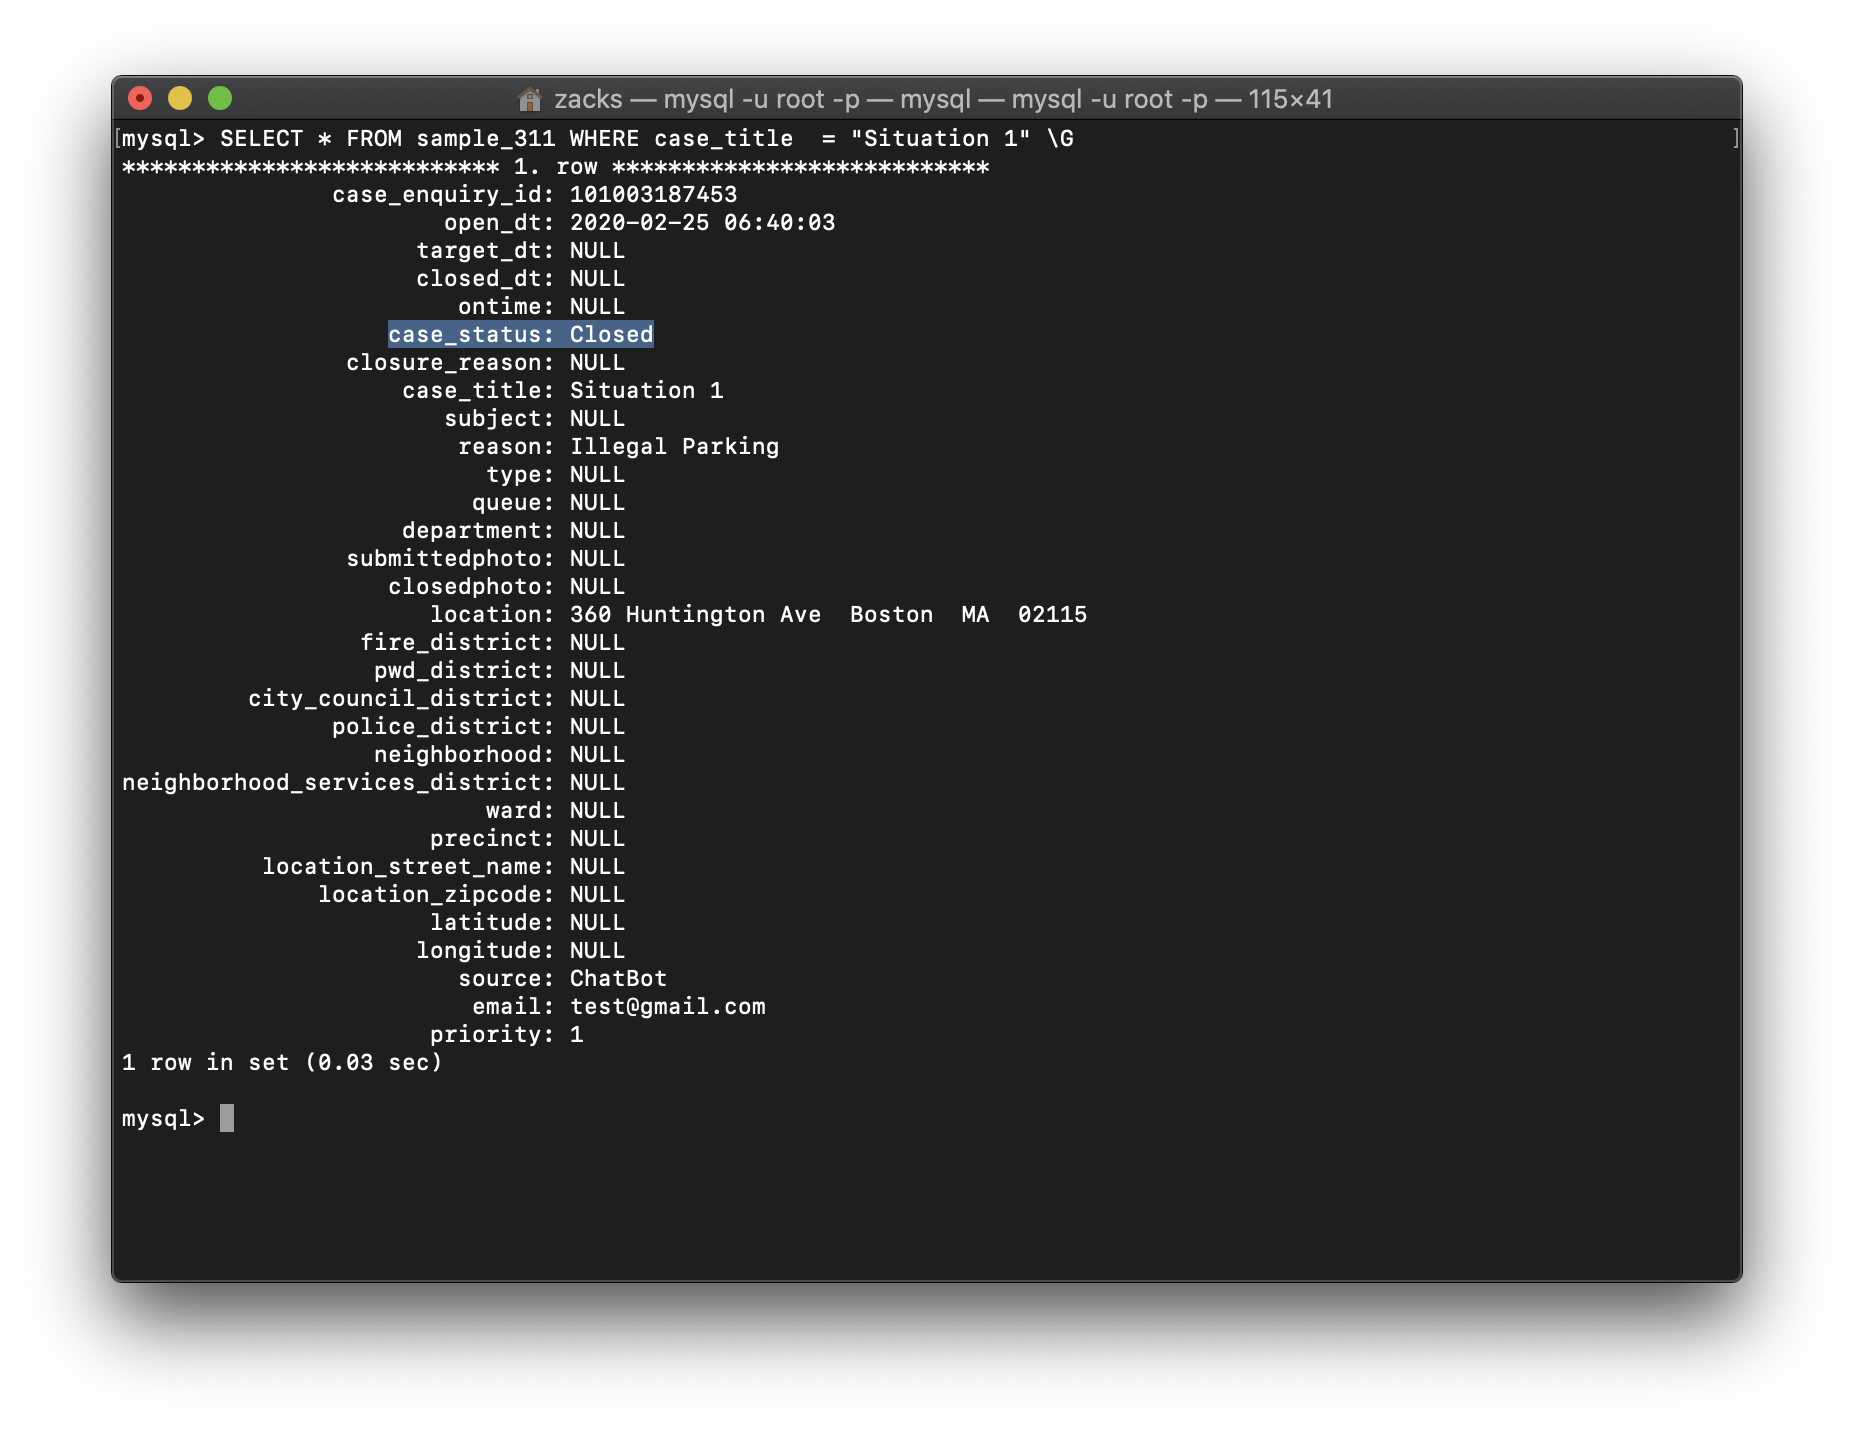 zacks — mysql -u root -p — mysql — mysql -u root -p — 115×41
[mysql> SELECT * FROM sample_311 WHERE case_title  = "Situation 1" \G ]
*************************** 1. row ***************************
case_enquiry_id: 101003187453
open_dt: 2020-02-25 06:40:03
target_dt: NULL
closed_dt: NULL
ontime: NULL
case_status: Closed
closure_reason: NULL
case_title: Situation 1
subject: NULL
reason: Illegal Parking
type: NULL
queue: NULL
department: NULL
submittedphoto: NULL
closedphoto: NULL
location: 360 Huntington Ave  Boston  MA  02115
fire_district: NULL
pwd_district: NULL
city_council_district: NULL
police_district: NULL
neighborhood: NULL
neighborhood_services_district: NULL
ward: NULL
precinct: NULL
location_street_name: NULL
location_zipcode: NULL
latitude: NULL
longitude: NULL
source: ChatBot
email: test@gmail.com
priority: 1
1 row in set (0.03 sec)
mysql>